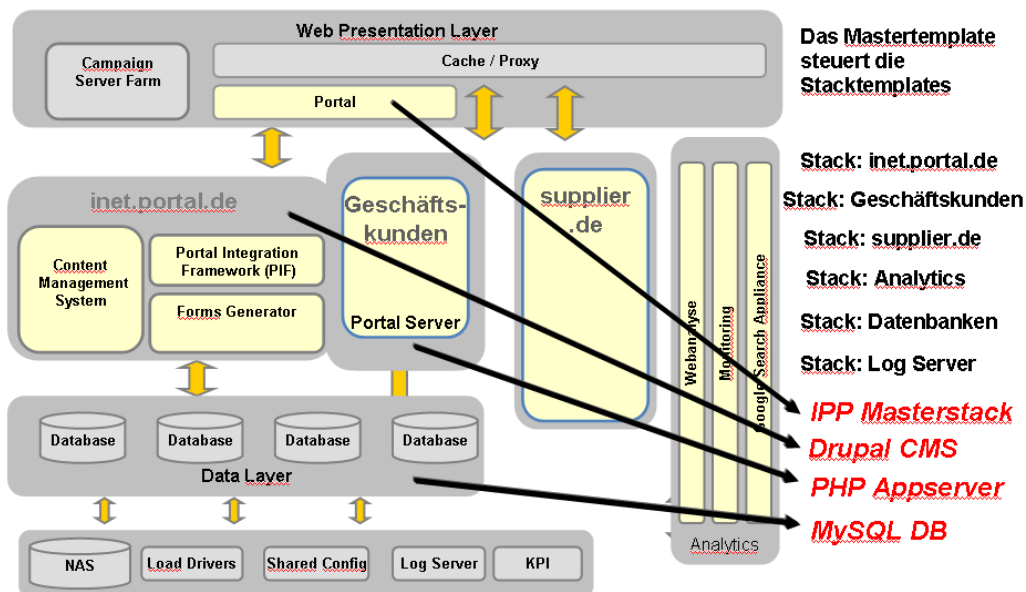 Web Presentation Layer
Campaign
Server Farm
Cache / Proxy
Portal
Das Mastertemplate
steuert die
Stacktemplates
inet.portal.de
Content
Management
System
Portal Integration
Framework (PIF)
Forms Generator
Geschäfts-
kunden
Portal Server
supplier
.de
Webanalyse
Monitoring
Google Search Appliance
Analytics
Stack: inet.portal.de
Stack: Geschäftskunden
Stack: supplier.de
Stack: Analytics
Stack: Datenbanken
Stack: Log Server
IPP Masterstack
Drupal CMS
PHP Appserver
MySQL DB
Database
Database
Database
Database
Data Layer
NAS
Load Drivers
Shared Config
Log Server
KPI